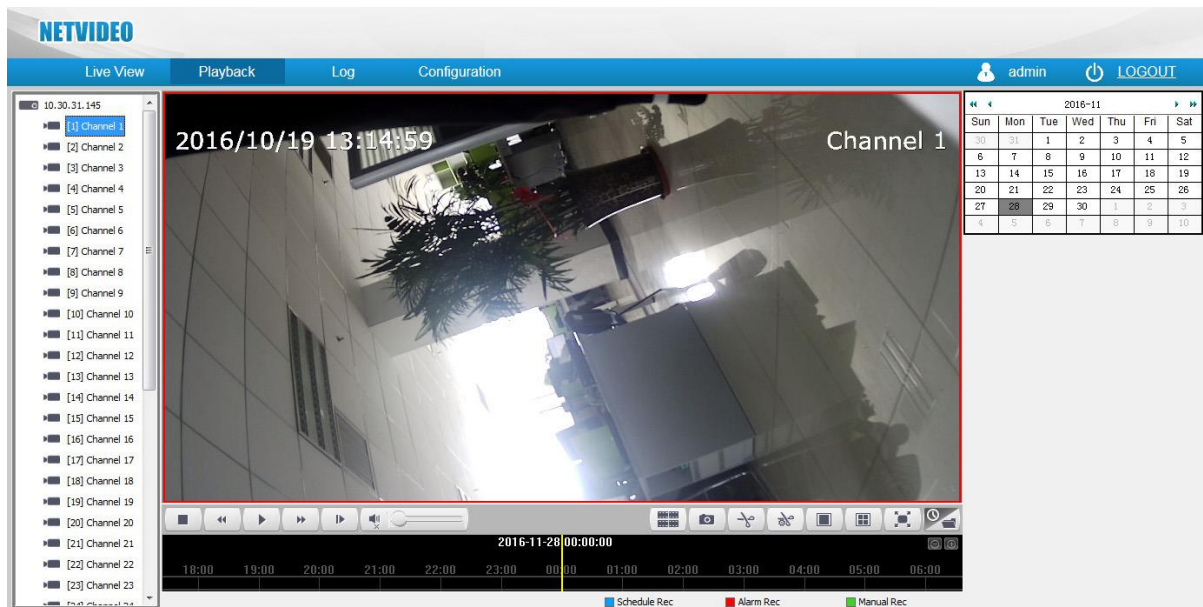 NETVIDEO
Live View Playback Log Configuration admin LOGOUT
10.30.31.145
[1] Channel 1
[2] Channel 2
[3] Channel 3
[4] Channel 4
[5] Channel 5
[6] Channel 6
[7] Channel 7
[8] Channel 8
[9] Channel 9
[10] Channel 10
[11] Channel 11
[12] Channel 12
[13] Channel 13
[14] Channel 14
[15] Channel 15
[16] Channel 16
[17] Channel 17
[18] Channel 18
[19] Channel 19
[20] Channel 20
[21] Channel 21
[22] Channel 22
[23] Channel 23
[24] Channel 24
2016/10/19 13:14:59 Channel 1
2016-11
Sun Mon Tue Wed Thu Fri Sat
30 31 1 2 3 4 5
6 7 8 9 10 11 12
13 14 15 16 17 18 19
20 21 22 23 24 25 26
27 28 29 30 1 2 3
4 5 6 7 8 9 10
2016-11-28 00:00:00
18:00 19:00 20:00 21:00 22:00 23:00 00:00 01:00 02:00 03:00 04:00 05:00 06:00
Schedule Rec Alarm Rec Manual Rec